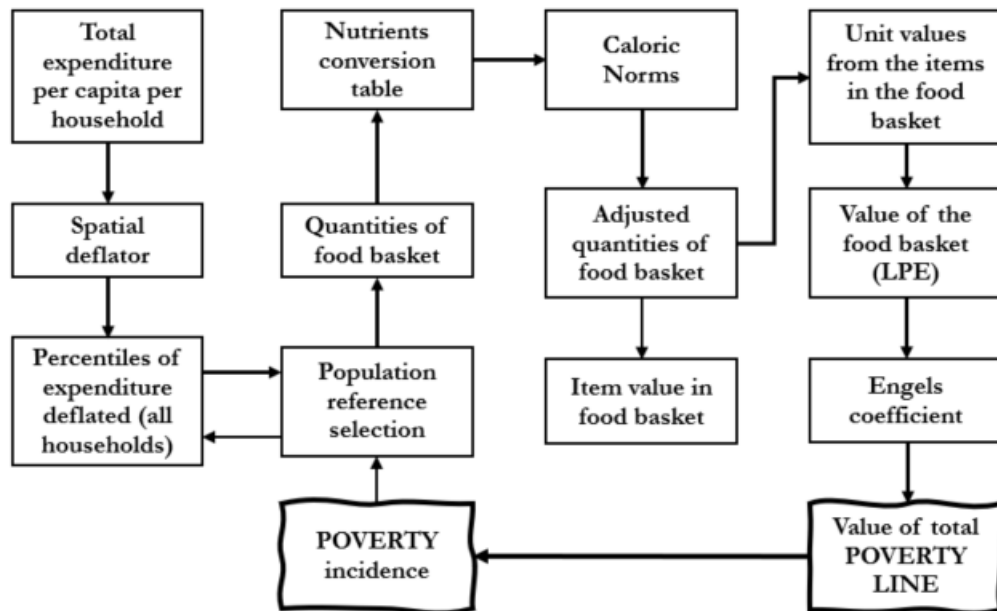 Total
expenditure
per capita per
household
Spatial
deflator
Percentiles of
expenditure
deflated (all
households)
Nutrients
conversion
table
Quantities of
food basket
Population
reference
selection
POVERTY
incidence
Caloric
Norms
Adjusted
quantities of
food basket
Item value in
food basket
Unit values
from the items
in the food
basket
Value of the
food basket
(LPE)
Engels
coefficient
Value of total
POVERTY
LINE